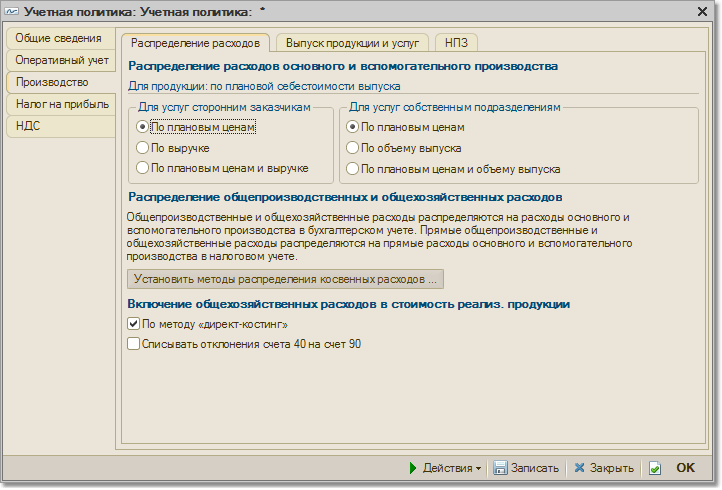 Учетная политика: Учетная политика: *
Общие сведения
Оперативный учет
Производство
Налог на прибыль
НДС
Распределение расходов
Выпуск продукции и услуг
НПЗ
Распределение расходов основного и вспомогательного производства
Для продукции: по плановой себестоимости выпуска
Для услуг сторонним заказчикам
По плановым ценам
По выручке
По плановым ценам и выручке
Для услуг собственным подразделениям
По плановым ценам
По объему выпуска
По плановым ценам и объему выпуска
Распределение общепроизводственных и общехозяйственных расходов
Общепроизводственные и общехозяйственные расходы распределяются на расходы основного и
вспомогательного производства в бухгалтерском учете. Прямые общепроизводственные и
общехозяйственные расходы распределяются на прямые расходы основного и вспомогательного
производства в налоговом учете.
Установить методы распределения косвенных расходов ...
Включение общехозяйственных расходов в стоимость реализ. продукции
По методу «директ-костинг»
Списывать отклонения счета 40 на счет 90
Действия
Записать
Закрыть
OK